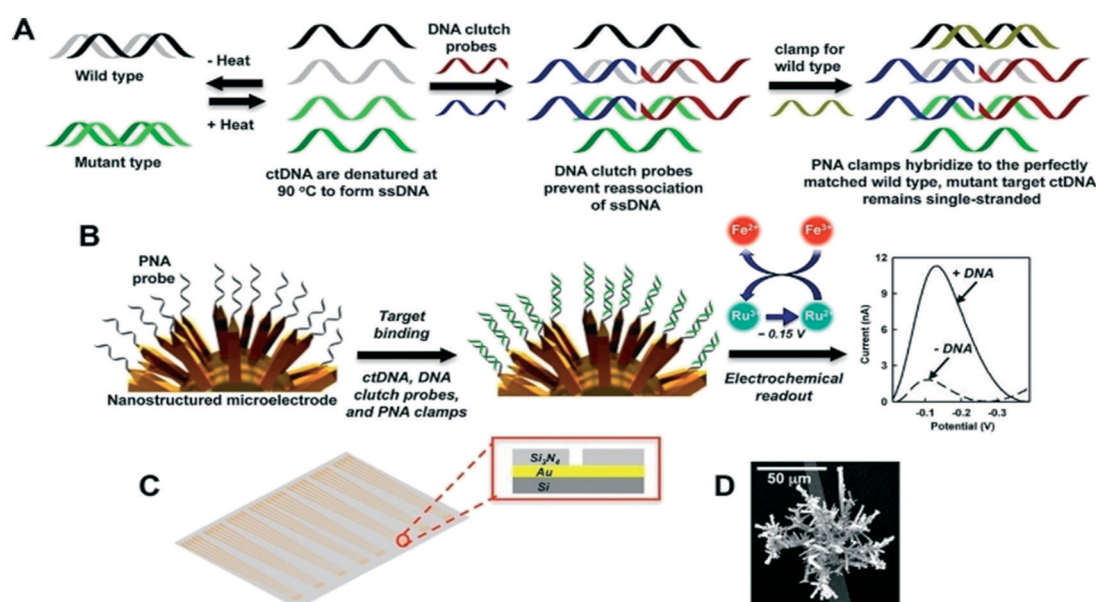 A
Wild type
Mutant type
- Heat
+ Heat
ctDNA are denatured at
90 °C to form ssDNA
DNA clutch
probes
DNA clutch probes
prevent reassociation
of ssDNA
clamp for
wild type
PNA clamps hybridize to the perfectly
matched wild type, mutant target ctDNA
remains single-stranded
B
PNA
probe
Nanostructured microelectrode
Target
binding
ctDNA, DNA
clutch probes,
and PNA clamps
Fe2+
Fe3+
Ru3+
Ru2+
– 0.15 V
Electrochemical
readout
Current (nA)
12
9
6
3
0
+ DNA
- DNA
-0.1
-0.2
-0.3
Potential (V)
C
Si3N4
Au
Si
D
50 μm